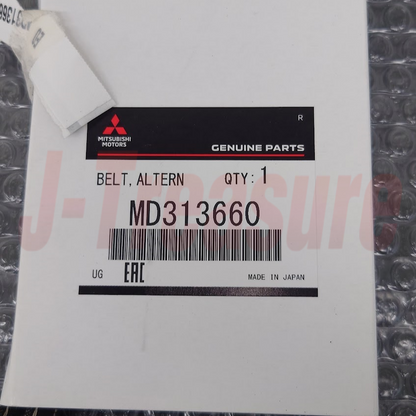 R
MITSUBISHI
MOTORS
GENUINE PARTS
BELT, ALTERN QTY: 1
MD313660
UG EAC MADE IN JAPAN
J-Treasure